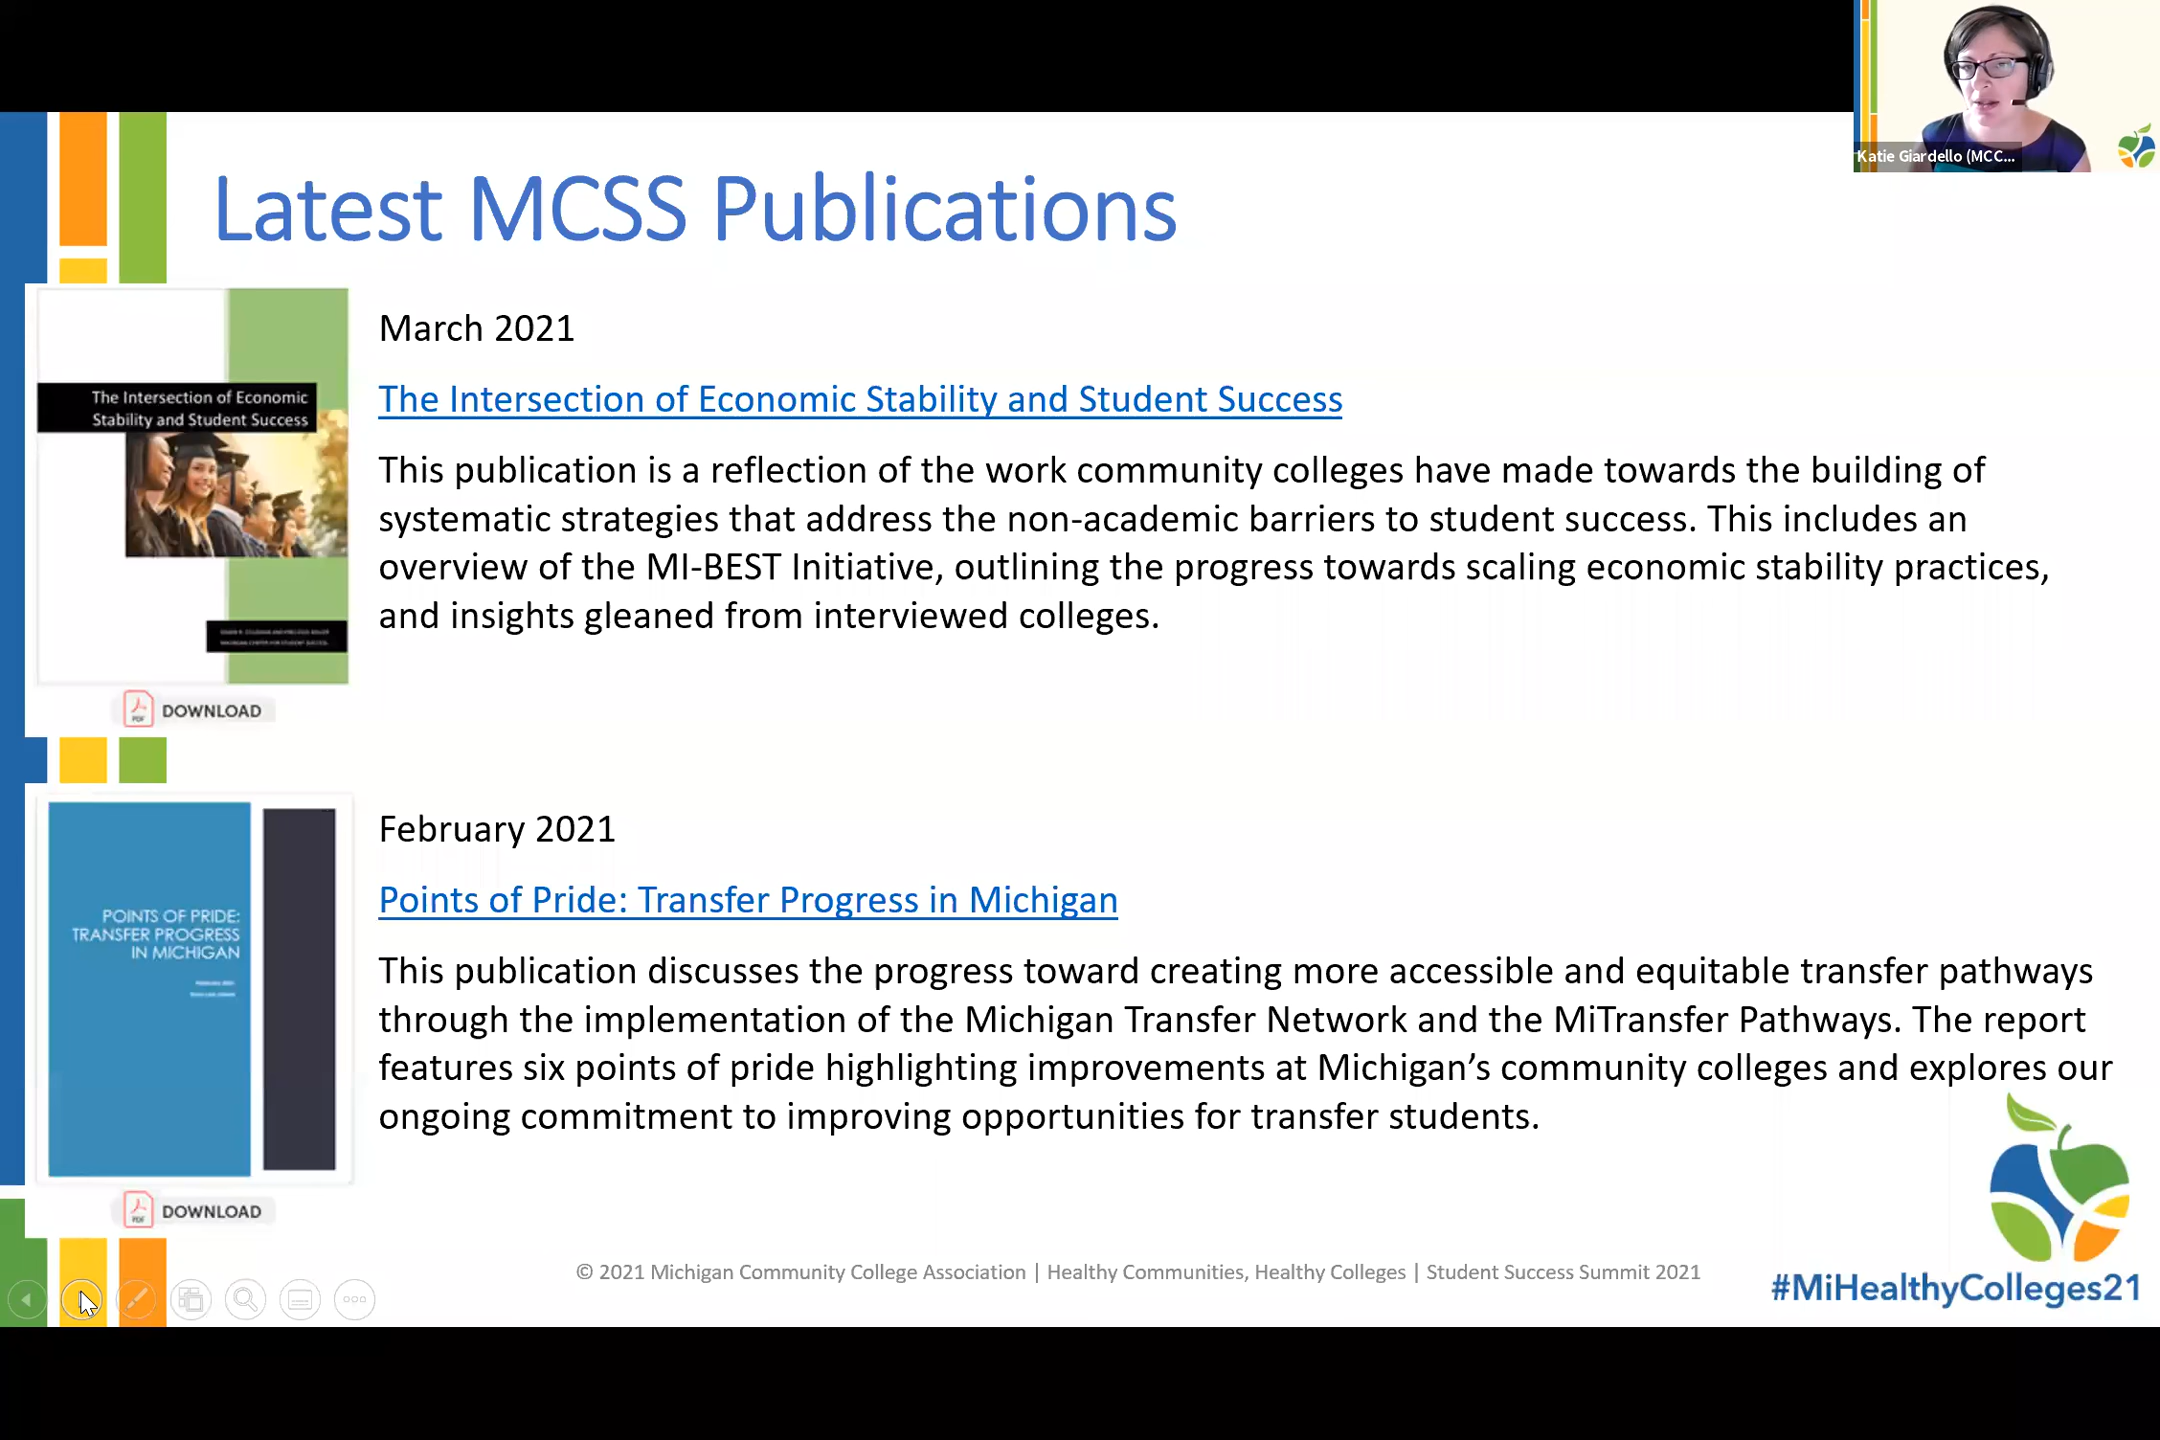 Katie Giardello (MCC...
Latest MCSS Publications
The Intersection of Economic
Stability and Student Success
PDF
DOWNLOAD
March 2021
The Intersection of Economic Stability and Student Success
This publication is a reflection of the work community colleges have made towards the building of
systematic strategies that address the non-academic barriers to student success. This includes an
overview of the MI-BEST Initiative, outlining the progress towards scaling economic stability practices,
and insights gleaned from interviewed colleges.
POINTS OF PRIDE:
TRANSFER PROGRESS
IN MICHIGAN
PDF
DOWNLOAD
February 2021
Points of Pride: Transfer Progress in Michigan
This publication discusses the progress toward creating more accessible and equitable transfer pathways
through the implementation of the Michigan Transfer Network and the MiTransfer Pathways. The report
features six points of pride highlighting improvements at Michigan’s community colleges and explores our
ongoing commitment to improving opportunities for transfer students.
© 2021 Michigan Community College Association | Healthy Communities, Healthy Colleges | Student Success Summit 2021
#MiHealthyColleges21